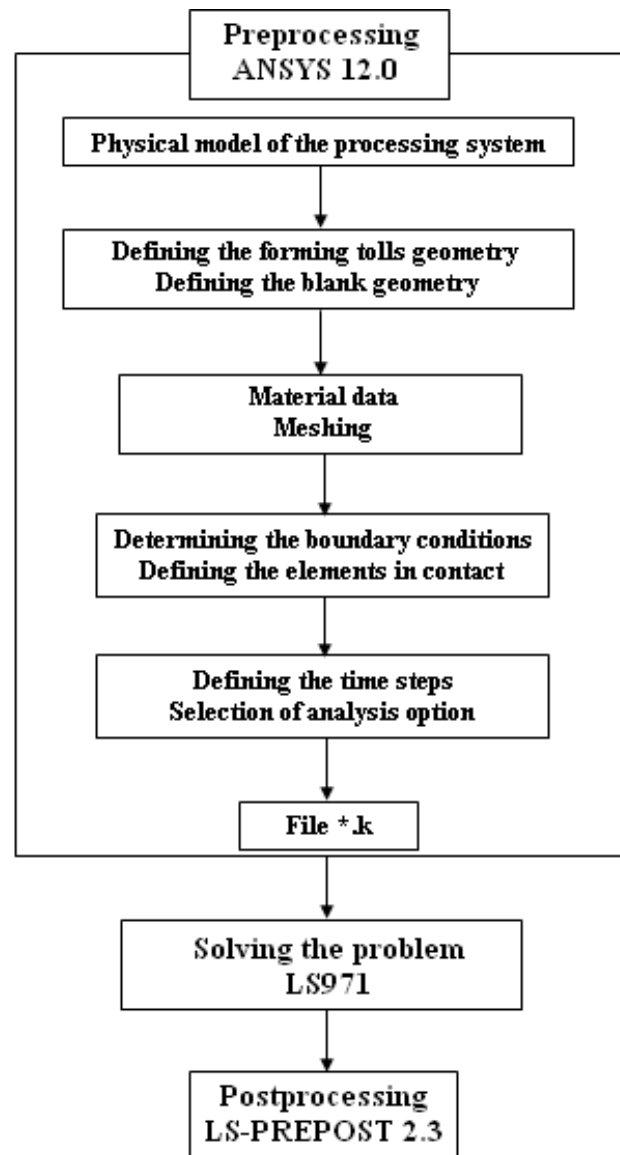 Preprocessing
ANSYS 12.0
Physical model of the processing system
Defining the forming tolls geometry
Defining the blank geometry
Material data
Meshing
Determining the boundary conditions
Defining the elements in contact
Defining the time steps
Selection of analysis option
File *.k
Solving the problem
LS971
Postprocessing
LS-PREPOST 2.3